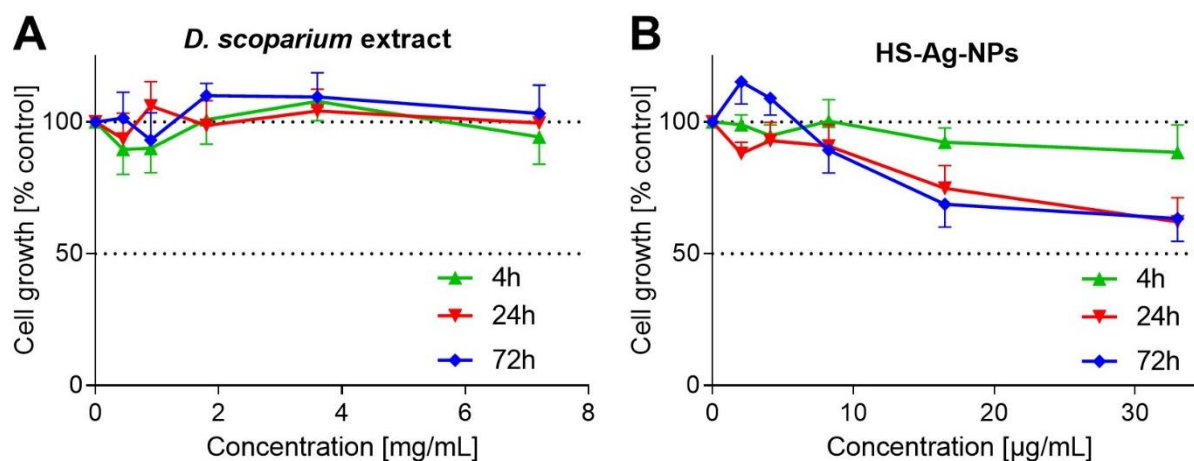 A
D. scoparium extract
Cell growth [% control]
100
50
0
4h
24h
72h
0 2 4 6 8
Concentration [mg/mL]
B
HS-Ag-NPs
Cell growth [% control]
100
50
0
4h
24h
72h
0 10 20 30
Concentration [µg/mL]